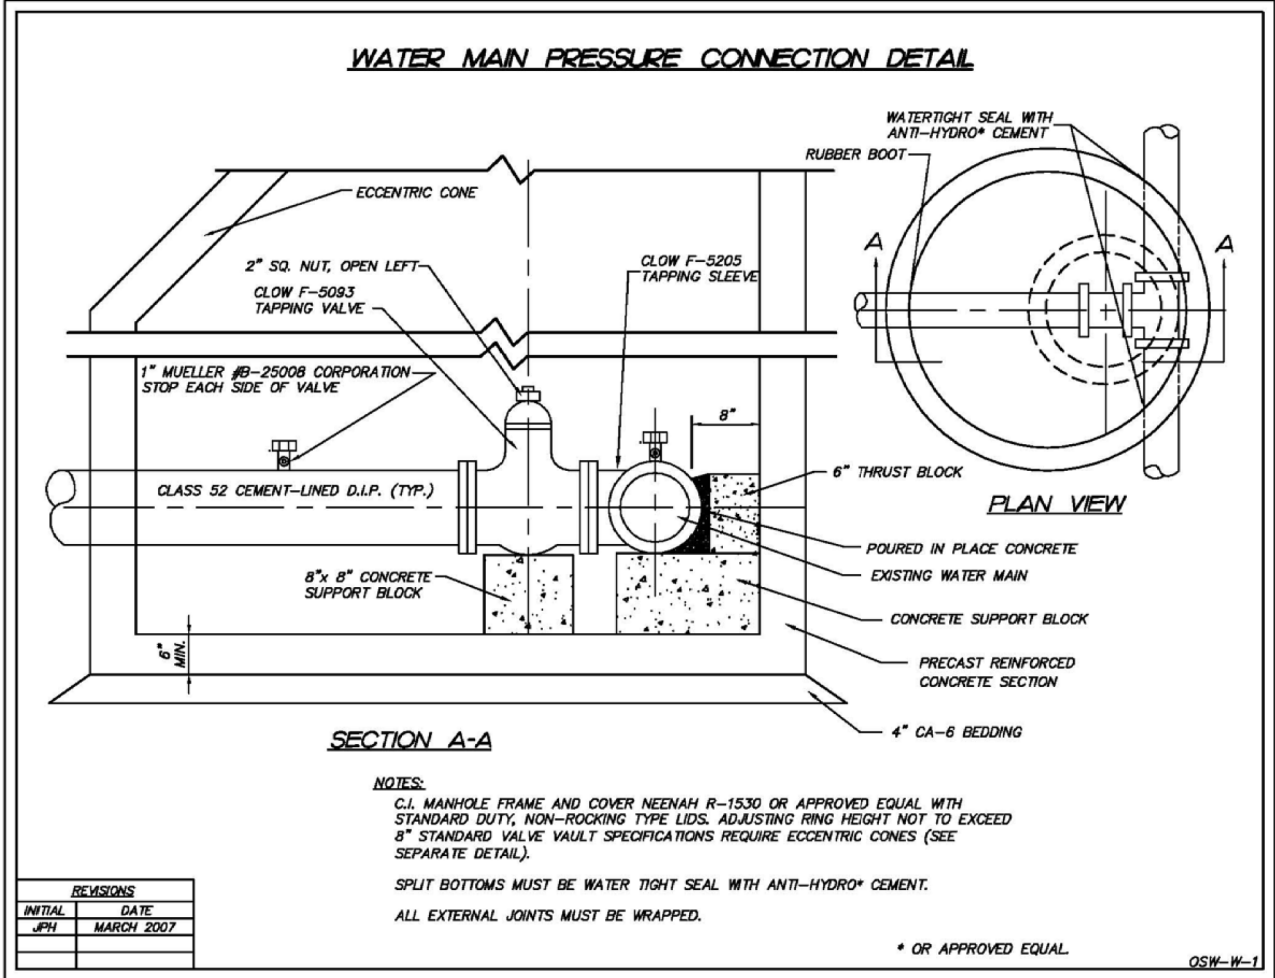 WATER MAIN PRESSURE CONNECTION DETAIL
WATERTIGHT SEAL WITH
ANTI-HYDRO* CEMENT
RUBBER BOOT
A
A
PLAN VIEW
ECCENTRIC CONE
2" SQ. NUT, OPEN LEFT
CLOW F-5093
TAPPING VALVE
CLOW F-5205
TAPPING SLEEVE
1" MUELLER #B-25008 CORPORATION
STOP EACH SIDE OF VALVE
8"
6" THRUST BLOCK
CLASS 52 CEMENT-LINED D.I.P. (TYP.)
POURED IN PLACE CONCRETE
EXISTING WATER MAIN
8"x 8" CONCRETE
SUPPORT BLOCK
CONCRETE SUPPORT BLOCK
6"
MIN.
PRECAST REINFORCED
CONCRETE SECTION
4" CA-6 BEDDING
SECTION A-A
NOTES:
C.I. MANHOLE FRAME AND COVER NEENAH R-1530 OR APPROVED EQUAL WITH
STANDARD DUTY, NON-ROCKING TYPE LIDS. ADJUSTING RING HEIGHT NOT TO EXCEED
8" STANDARD VALVE VAULT SPECIFICATIONS REQUIRE ECCENTRIC CONES (SEE
SEPARATE DETAIL).
SPLIT BOTTOMS MUST BE WATER TIGHT SEAL WITH ANTI-HYDRO* CEMENT.
ALL EXTERNAL JOINTS MUST BE WRAPPED.
* OR APPROVED EQUAL.
REVISIONS
INITIAL DATE
JPH MARCH 2007
OSW-W-1